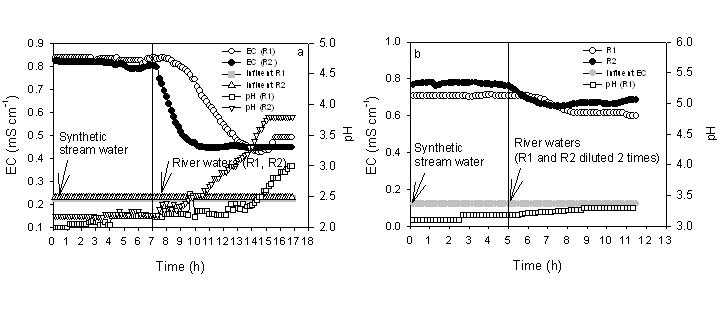 EC (R1)
EC (R2)
Influent R1
Influent R2
pH (R1)
pH (R2)
a
0.9
0.8
0.7
0.6
0.5
0.4
0.3
0.2
0.1
5.0
4.5
4.0
3.5
3.0
2.5
2.0
EC (mS cm⁻¹)
pH
Synthetic
stream water
River waters (R1, R2)
0 1 2 3 4 5 6 7 8 9 10 11 12 13 14 15 16 17 18
Time (h)
b
R1
R2
Influent EC
pH (R1)
1.0
0.8
0.6
0.4
0.2
0.0
6.0
5.5
5.0
4.5
4.0
3.5
3.0
EC (mS cm⁻¹)
pH
Synthetic
stream water
River waters
(R1 and R2 diluted 2 times)
0 1 2 3 4 5 6 7 8 9 10 11 12 13
Time (h)